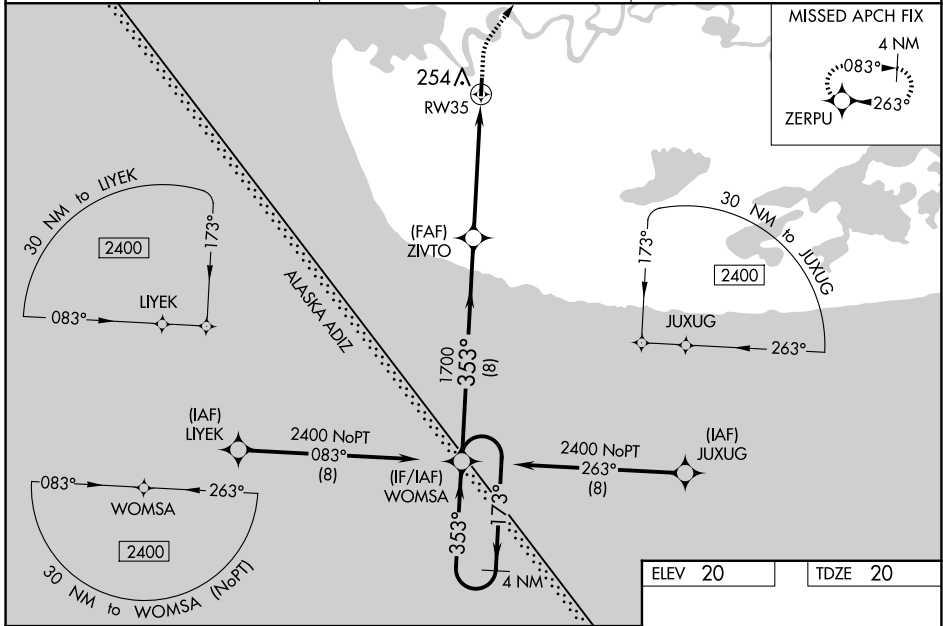 MISSED APCH FIX
4 NM
083°
263°
ZERPU
254
RW35
30 NM to LIYEK
2400
173°
LIYEK
083°
(FAF)
ZIVTO
30 NM to JUXUG
173°
2400
JUXUG
263°
ALASKA ADIZ
1700
353°
(8)
(IAF)
LIYEK
2400 NoPT
083°
(8)
(IF/IAF)
WOMSA
2400 NoPT
263°
(8)
(IAF)
JUXUG
083°
263°
WOMSA
2400
30 NM to WOMSA (NoPT)
353°
173°
4 NM
ELEV 20
TDZE 20